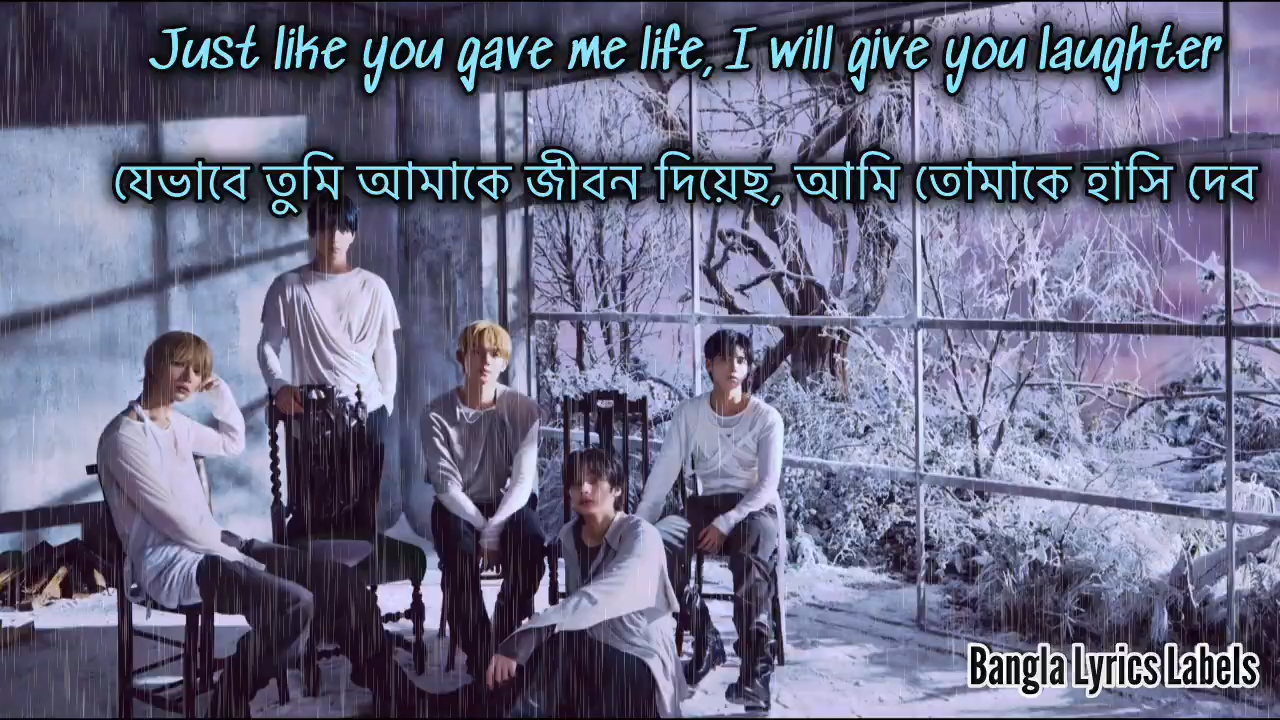 Just like you gave me life, I will give you laughter
যেভাবে তুমি আমাকে জীবন দিয়েছ, আমি তোমাকে হাসি দেব
Bangla Lyrics Labels